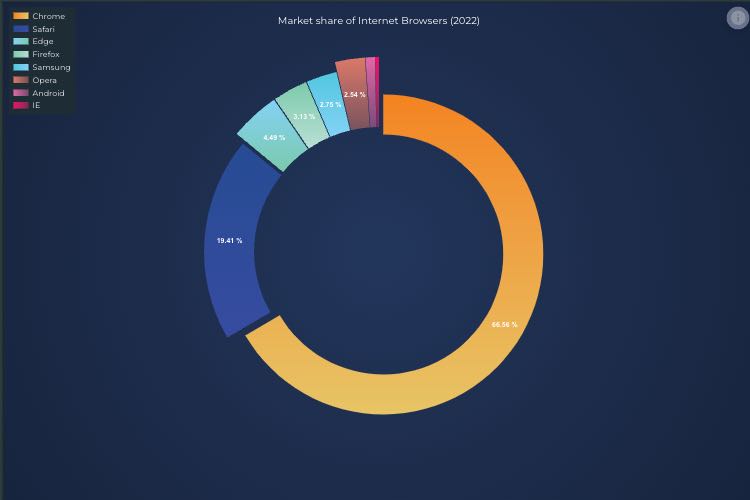 Market share of Internet Browsers (2022)
Chrome
Safari
Edge
Firefox
Samsung
Opera
Android
IE
2.54 %
2.75 %
3.13 %
4.49 %
19.41 %
66.56 %